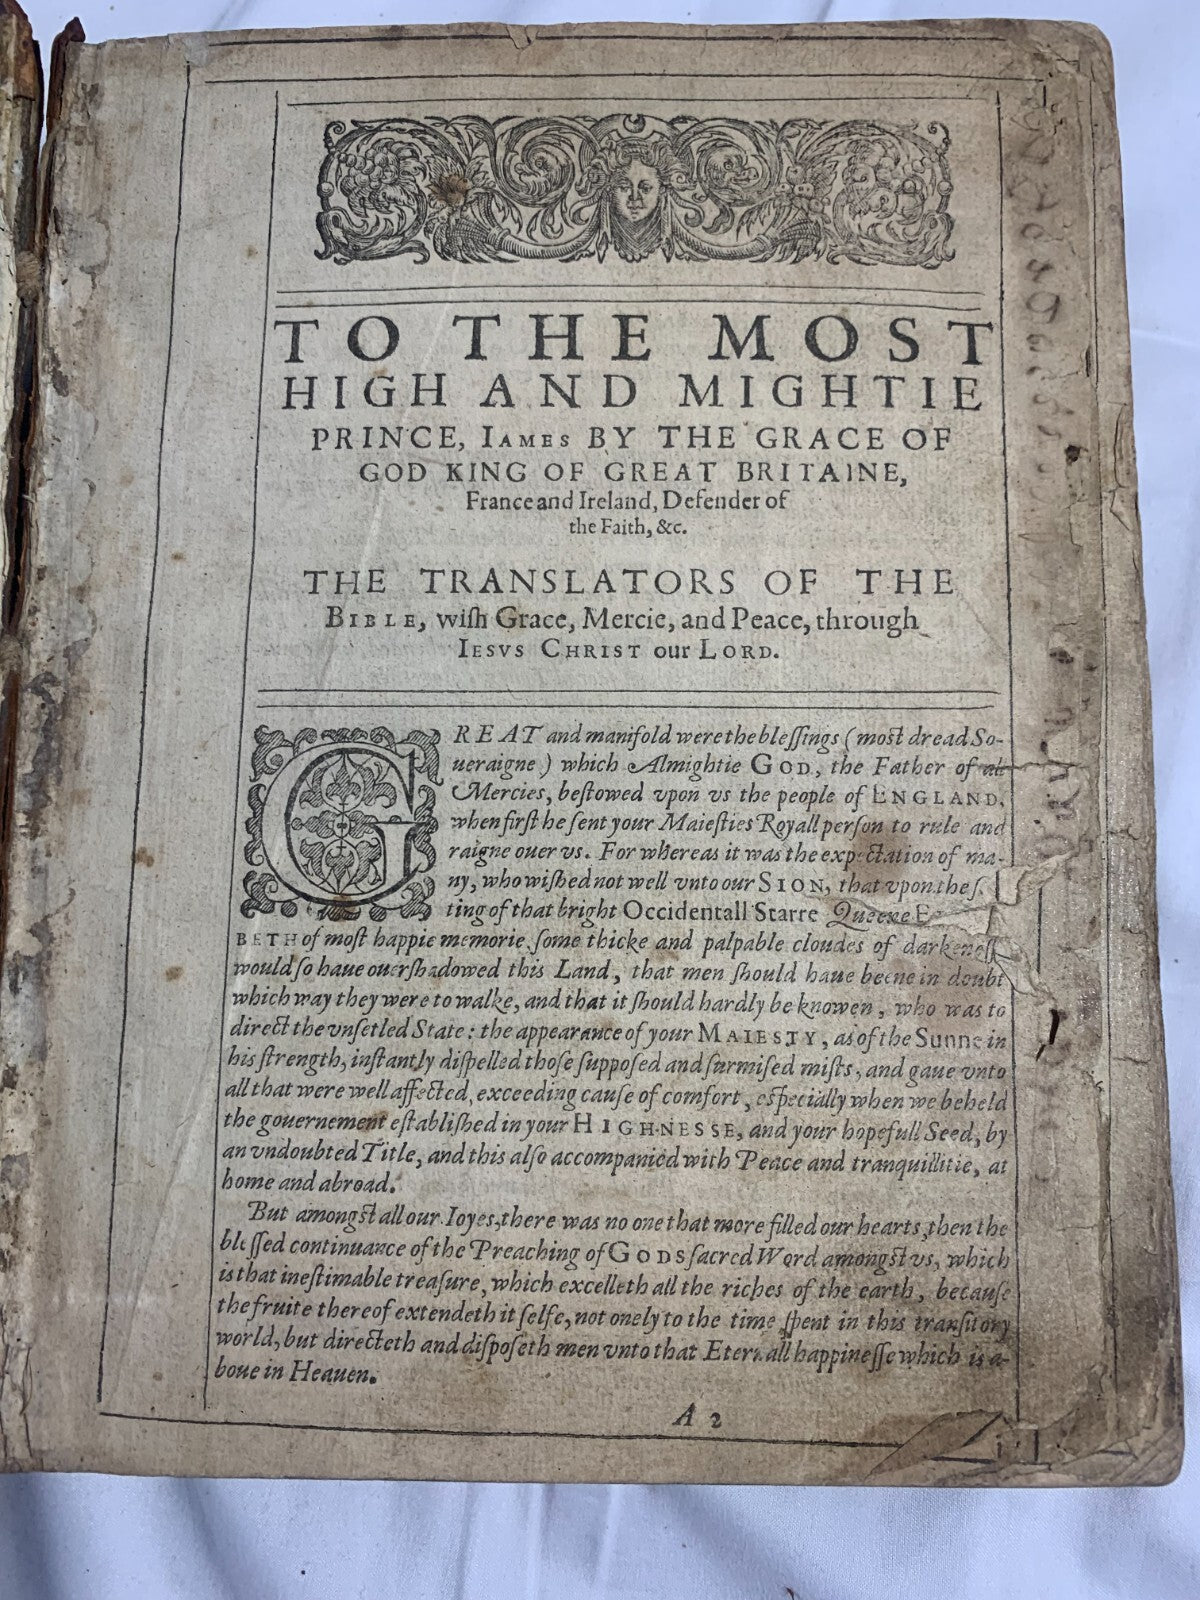 TO THE MOST
HIGH AND MIGHTIE
PRINCE, IAMES BY THE GRACE OF
GOD KING OF GREAT BRITAINE,
France and Ireland, Defender of
the Faith, &c.
THE TRANSLATORS OF THE
BIBLE, wiſh Grace, Mercie, and Peace, through
IESVS CHRIST our LORD.
GREAT and manifold were the bleſſings (moſt dread So-
ueraigne) which Almightie GOD, the Father of all
Mercies, beſtowed vpon vs the people of ENGLAND,
when firſt he ſent your Maieſties Royall perſon to rule and
raigne ouer vs. For whereas it was the expectation of ma-
ny, who wiſhed not well vnto our SION, that vpon the
ting of that bright Occidentall Starre Queene
BETH of moſt happie memorie, ſome thicke and palpable cloudes of
would ſo haue ouerſhadowed this Land, that men ſhould haue beene in doubt
which way they were to walke, and that it ſhould hardly be knowen, who was to
direct the vnſetled State: the appearance of your MAIESTY, as of the Sunne in
his ſtrength, inſtantly diſpelled thoſe ſuppoſed and ſurmiſed miſts, and gaue vnto
all that were well affected, exceeding cauſe of comfort, eſpecially when we beheld
the gouernement eſtabliſhed in your HIGHNESSE, and your hopefull Seed, by
an vndoubted Title, and this alſo accompanied with Peace and tranquillitie, at
home and abroad.
But amongſt all our Ioyes, there was no one that more filled our hearts, then the
bleſſed continuance of the Preaching of GODS ſacred Word amongſt vs, which
is that ineſtimable treaſure, which excelleth all the riches of the earth, becauſe
the fruite thereof extendeth it ſelfe, not onely to the time ſpent in this tranſitory
world, but directeth and diſpoſeth men vnto that Eternall happineſſe which is a-
boue in Heauen.
A 2